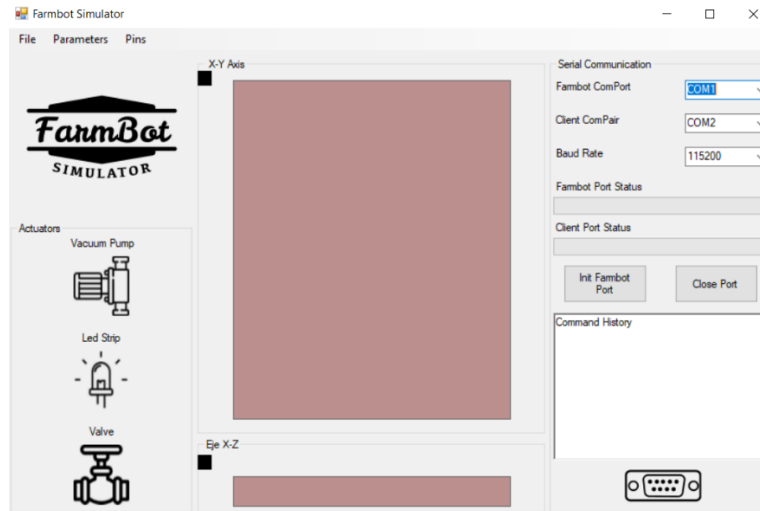 Farmbot Simulator
File Parameters Pins
FarmBot
SIMULATOR
Actuators
Vacuum Pump
Led Strip
Valve
X-Y Axis
Eje X-Z
Serial Communication
Farmbot ComPort COM1
Client ComPair COM2
Baud Rate 115200
Farmbot Port Status
Client Port Status
Init Farmbot
Port
Close Port
Command History